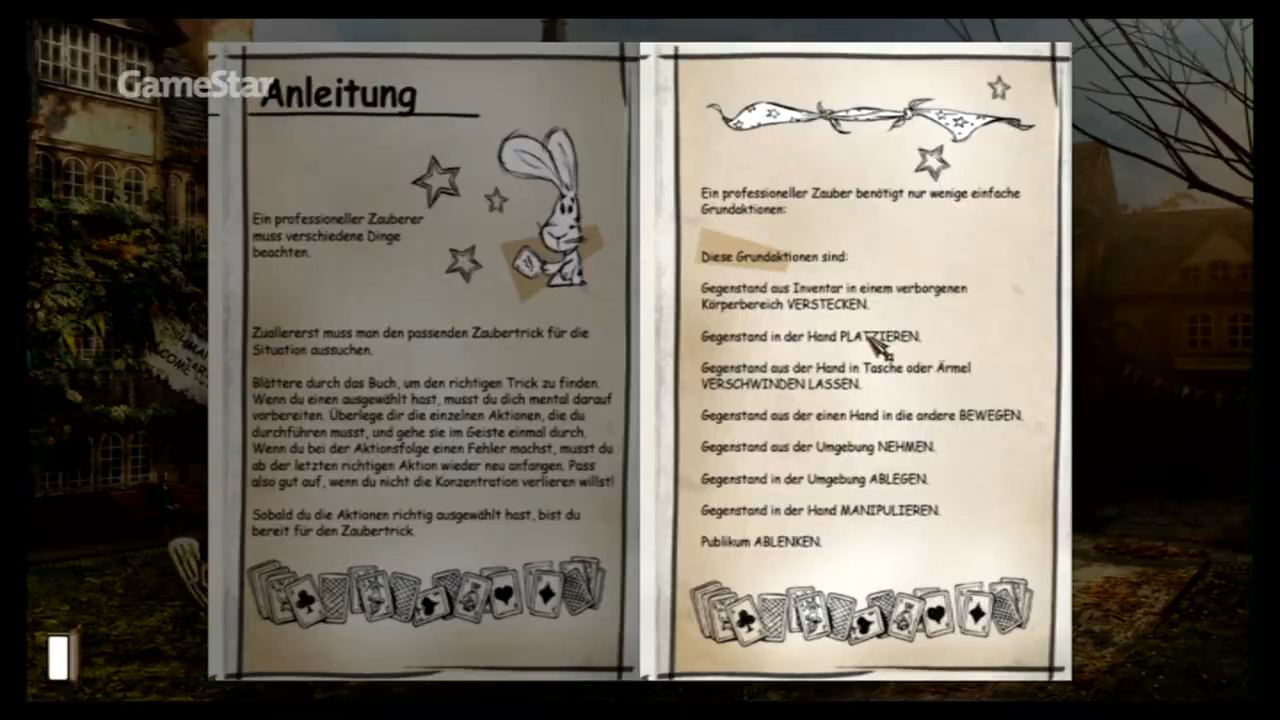 GameStar
Anleitung
Ein professioneller Zauberer
muss verschiedene Dinge
beachten.
Zuallererst muss man den passenden Zaubertrick für die
Situation aussuchen.
Blättere durch das Buch, um den richtigen Trick zu finden.
Wenn du einen ausgewählt hast, musst du dich mental darauf
vorbereiten. Überlege dir die einzelnen Aktionen, die du
durchführen musst, und gehe sie im Geiste einmal durch.
Wenn du bei der Aktionsfolge einen Fehler machst, musst du
ab der letzten richtigen Aktion wieder neu anfangen. Pass
also gut auf, wenn du nicht die Konzentration verlieren willst!
Sobald du die Aktionen richtig ausgewählt hast, bist du
bereit für den Zaubertrick.
Ein professioneller Zauber benötigt nur wenige einfache
Grundaktionen:
Diese Grundaktionen sind:
Gegenstand aus Inventar in einem verborgenen
Körperbereich VERSTECKEN.
Gegenstand in der Hand PLATZIEREN.
Gegenstand aus der Hand in Tasche oder Ärmel
VERSCHWINDEN LASSEN.
Gegenstand aus der einen Hand in die andere BEWEGEN.
Gegenstand aus der Umgebung NEHMEN.
Gegenstand in der Umgebung ABLEGEN.
Gegenstand in der Hand MANIPULIEREN.
Publikum ABLENKEN.